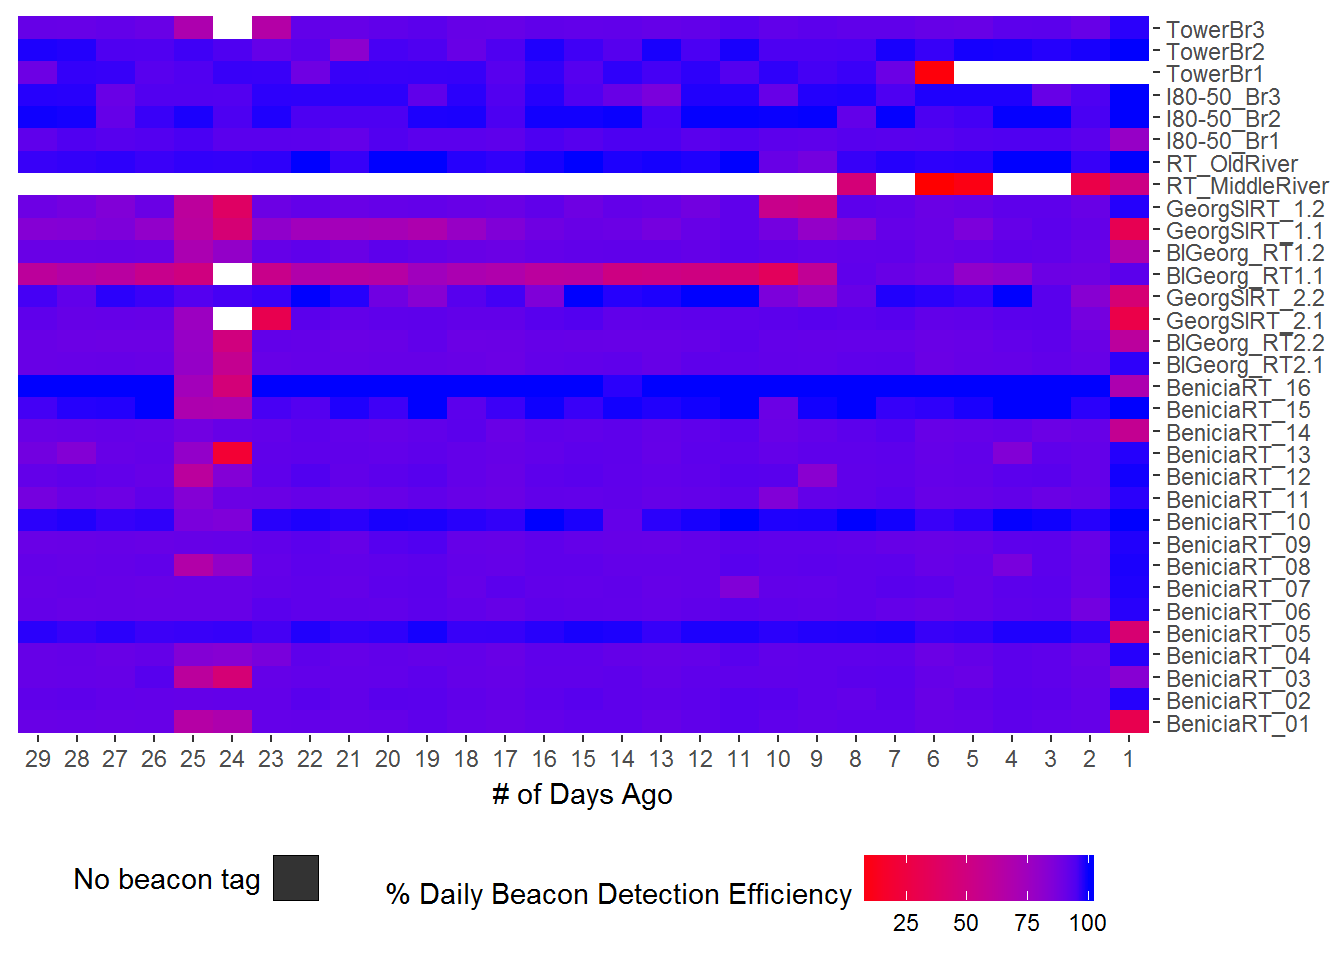 TowerBr3
TowerBr2
TowerBr1
I80-50_Br3
I80-50_Br2
I80-50_Br1
RT_OldRiver
RT_MiddleRiver
GeorgSlRT_1.2
GeorgSlRT_1.1
BlGeorg_RT1.2
BlGeorg_RT1.1
GeorgSlRT_2.2
GeorgSlRT_2.1
BlGeorg_RT2.2
BlGeorg_RT2.1
BeniciaRT_16
BeniciaRT_15
BeniciaRT_14
BeniciaRT_13
BeniciaRT_12
BeniciaRT_11
BeniciaRT_10
BeniciaRT_09
BeniciaRT_08
BeniciaRT_07
BeniciaRT_06
BeniciaRT_05
BeniciaRT_04
BeniciaRT_03
BeniciaRT_02
BeniciaRT_01
29 28 27 26 25 24 23 22 21 20 19 18 17 16 15 14 13 12 11 10 9 8 7 6 5 4 3 2 1
# of Days Ago
No beacon tag
% Daily Beacon Detection Efficiency
25 50 75 100